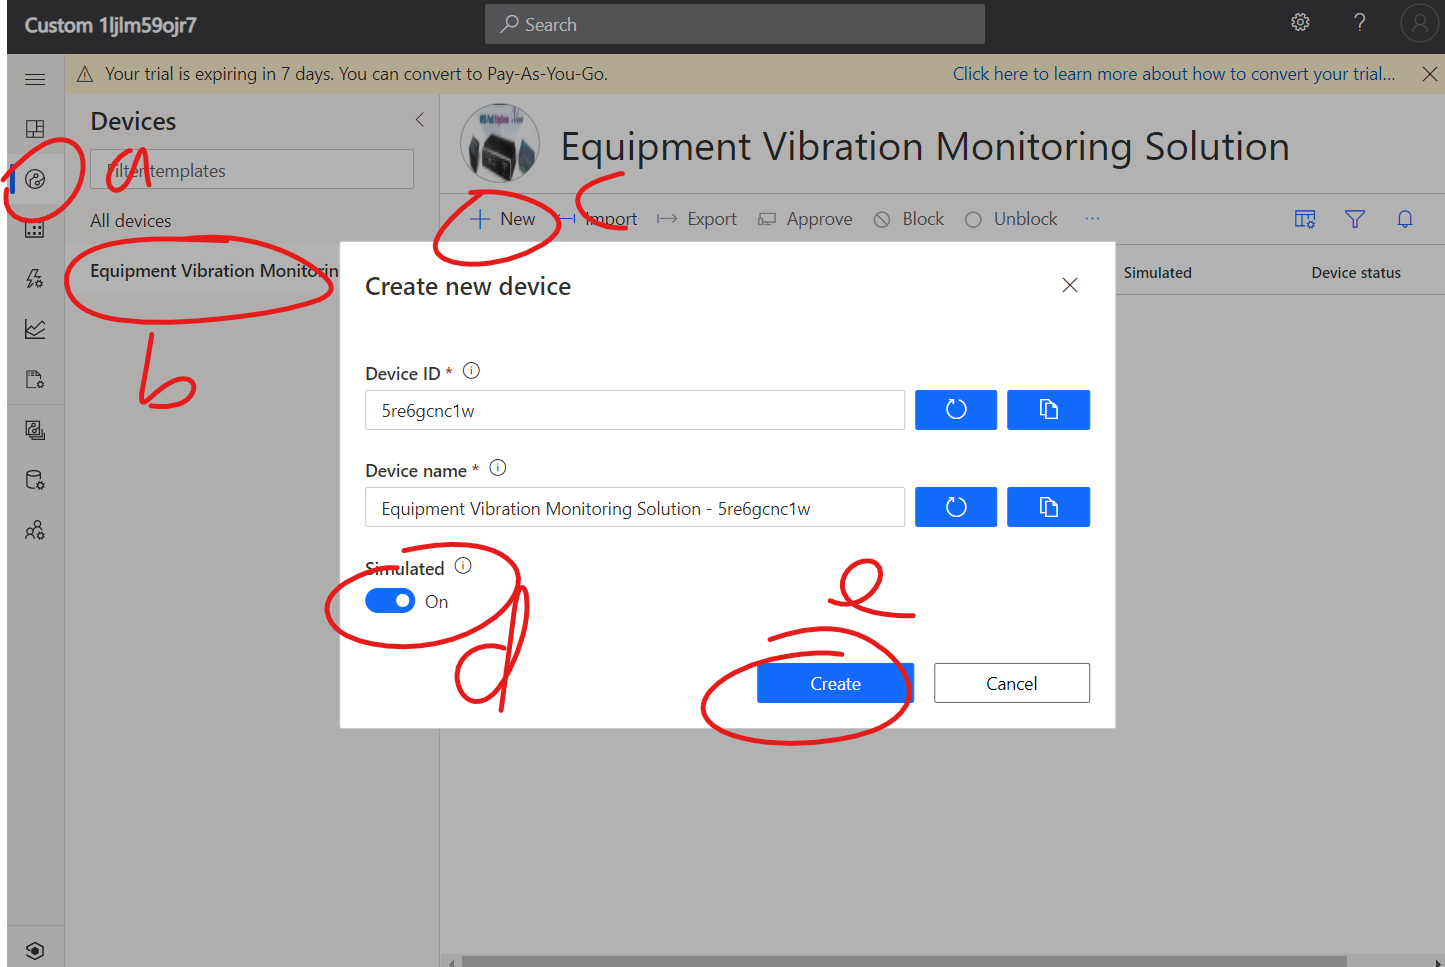 Custom 1ljlm59ojr7
Search
?
Your trial is expiring in 7 days. You can convert to Pay-As-You-Go.
Click here to learn more about how to convert your trial...
Devices
a
Filter templates
All devices
Equipment Vibration Monitorin
b
Equipment Vibration Monitoring Solution
c
New
Import
Export
Approve
Block
Unblock
...
Simulated
Device status
Create new device
Device ID *
5re6gcnc1w
Device name *
Equipment Vibration Monitoring Solution - 5re6gcnc1w
Simulated
On
d
e
Create
Cancel